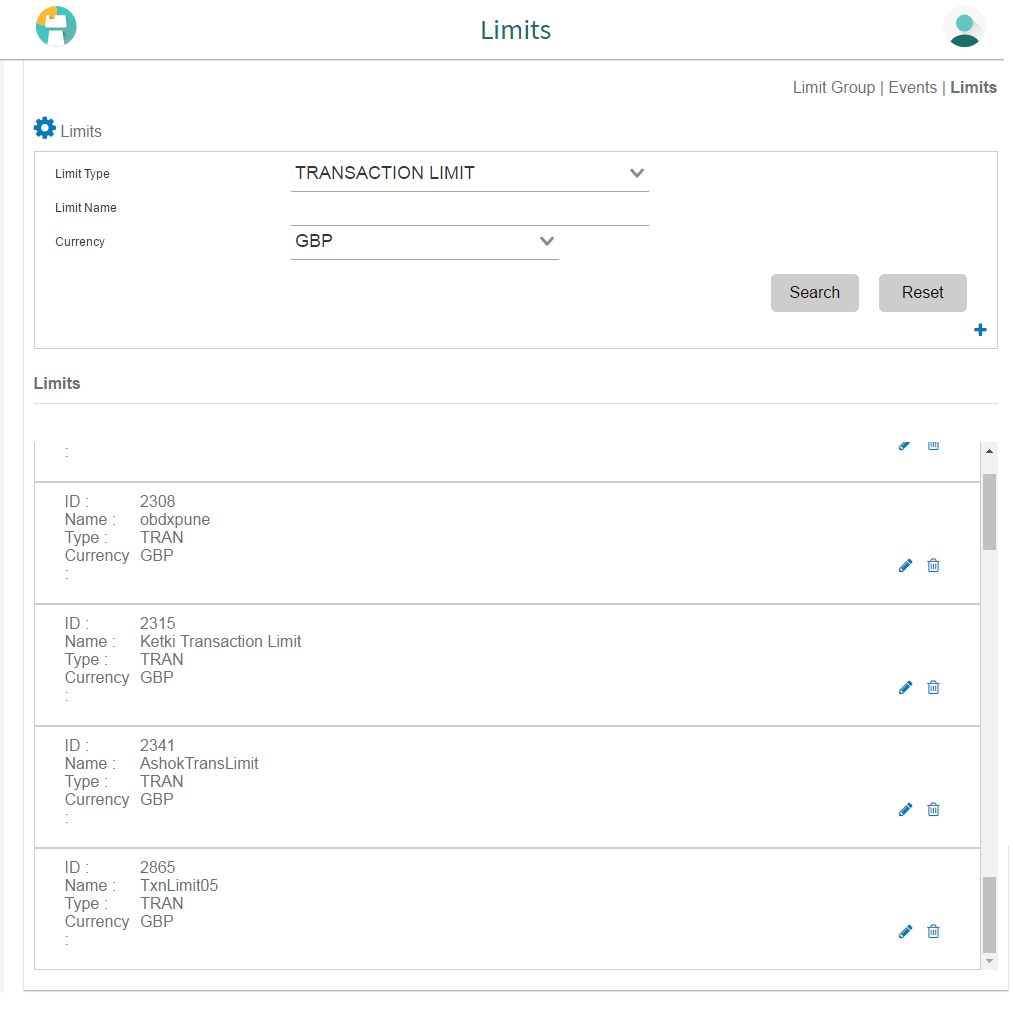 Limits
Limit Group | Events | Limits
Limits
Limit Type TRANSACTION LIMIT
Limit Name
Currency GBP
Search Reset
Limits
:
ID : 2308
Name : obdxpune
Type : TRAN
Currency GBP
:
ID : 2315
Name : Ketki Transaction Limit
Type : TRAN
Currency GBP
:
ID : 2341
Name : AshokTransLimit
Type : TRAN
Currency GBP
:
ID : 2865
Name : TxnLimit05
Type : TRAN
Currency GBP
: